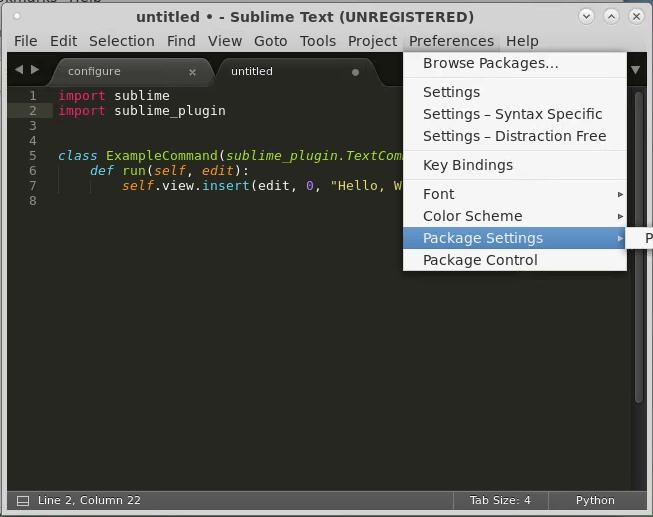 untitled • - Sublime Text (UNREGISTERED)
File Edit Selection Find View Goto Tools Project Preferences Help
configure
untitled
Browse Packages...
Settings
Settings – Syntax Specific
Settings – Distraction Free
Key Bindings
Font
Color Scheme
Package Settings
Package Control
P
1 import sublime
2 import sublime_plugin
3
4
5 class ExampleCommand(sublime_plugin.TextCom
6 def run(self, edit):
7 self.view.insert(edit, 0, "Hello, W
8
Line 2, Column 22
Tab Size: 4
Python